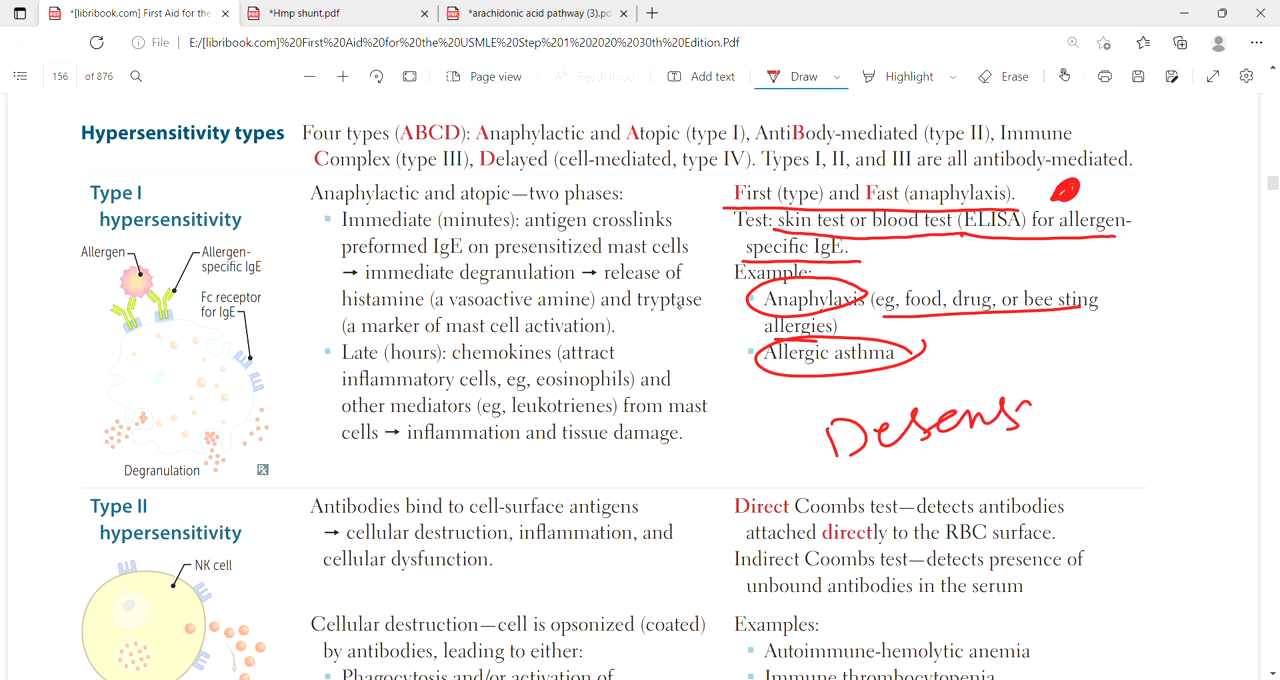 *[libribook.com] First Aid for the
*Hmp shunt.pdf
*arachidonic acid pathway (3).pd
File
E:/[libribook.com]%20First%20Aid%20for%20the%20USMLE%20Step%201%202020%2030th%20Edition.Pdf
156 of 876
Page view
Read aloud
Add text
Draw
Highlight
Erase
Hypersensitivity types
Four types (ABCD): Anaphylactic and Atopic (type I), AntiBody-mediated (type II), Immune
Complex (type III), Delayed (cell-mediated, type IV). Types I, II, and III are all antibody-mediated.
Type I
hypersensitivity
Allergen
Allergen-
specific IgE
Fc receptor
for IgE
Degranulation
Rx
Anaphylactic and atopic—two phases:
Immediate (minutes): antigen crosslinks
preformed IgE on presensitized mast cells
→ immediate degranulation → release of
histamine (a vasoactive amine) and tryptase
(a marker of mast cell activation).
Late (hours): chemokines (attract
inflammatory cells, eg, eosinophils) and
other mediators (eg, leukotrienes) from mast
cells → inflammation and tissue damage.
First (type) and Fast (anaphylaxis).
Test: skin test or blood test (ELISA) for allergen-
specific IgE.
Example:
Anaphylaxis (eg, food, drug, or bee sting
allergies)
Allergic asthma
Desens
Type II
hypersensitivity
NK cell
Antibodies bind to cell-surface antigens
→ cellular destruction, inflammation, and
cellular dysfunction.
Cellular destruction—cell is opsonized (coated)
by antibodies, leading to either:
Phagocytosis and/or activation of
Direct Coombs test—detects antibodies
attached directly to the RBC surface.
Indirect Coombs test—detects presence of
unbound antibodies in the serum
Examples:
Autoimmune-hemolytic anemia
Immune thrombocytopenia